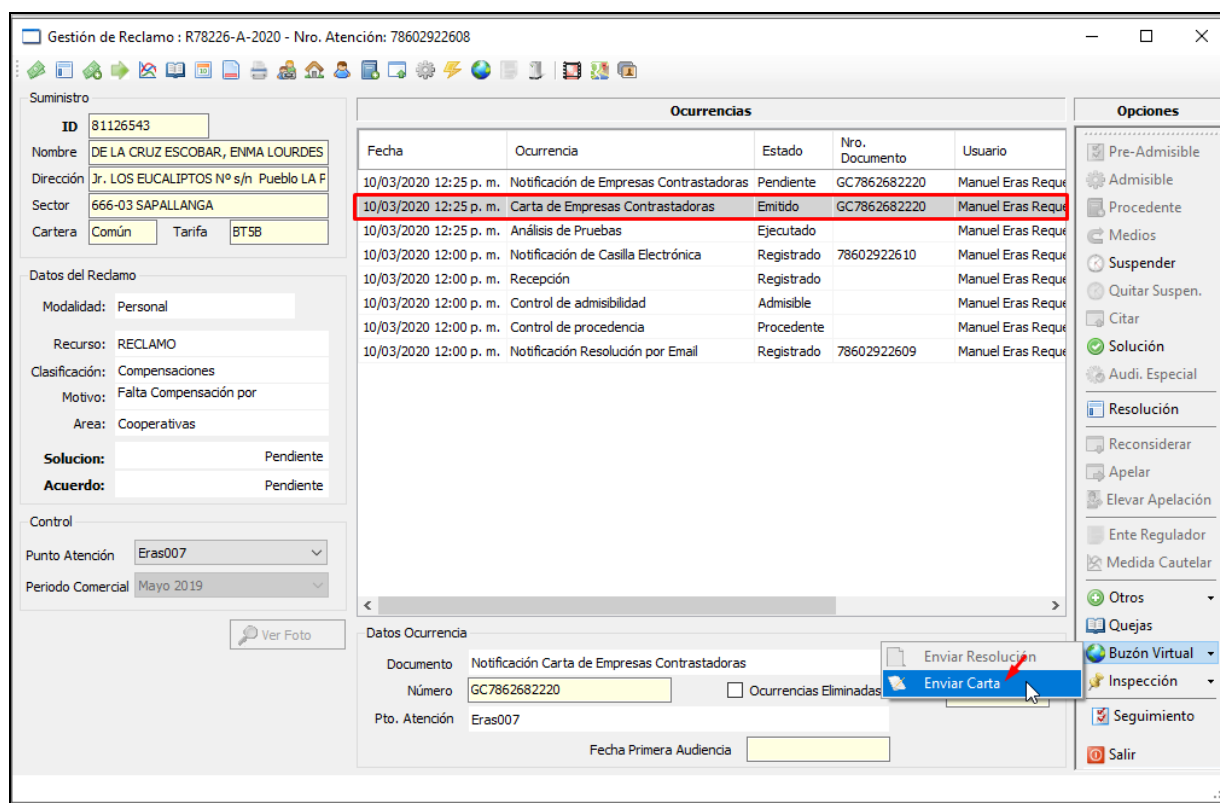 Gestión de Reclamo : R78226-A-2020 - Nro. Atención: 78602922608
Suministro
ID 81126543
Nombre DE LA CRUZ ESCOBAR, ENMA LOURDES
Dirección Jr. LOS EUCALIPTOS Nº s/n Pueblo LA P
Sector 666-03 SAPALLANGA
Cartera Común Tarifa BT5B
Datos del Reclamo
Modalidad: Personal
Recurso: RECLAMO
Clasificación: Compensaciones
Motivo: Falta Compensación por
Area: Cooperativas
Solucion: Pendiente
Acuerdo: Pendiente
Control
Punto Atención Eras007
Periodo Comercial Mayo 2019
Ver Foto
Ocurrencias
Fecha Ocurrencia Estado Nro. Documento Usuario
10/03/2020 12:25 p. m. Notificación de Empresas Contrastadoras Pendiente GC7862682220 Manuel Eras Reque
10/03/2020 12:25 p. m. Carta de Empresas Contrastadoras Emitido GC7862682220 Manuel Eras Reque
10/03/2020 12:25 p. m. Análisis de Pruebas Ejecutado Manuel Eras Reque
10/03/2020 12:00 p. m. Notificación de Casilla Electrónica Registrado 78602922610 Manuel Eras Reque
10/03/2020 12:00 p. m. Recepción Registrado Manuel Eras Reque
10/03/2020 12:00 p. m. Control de admisibilidad Admisible Manuel Eras Reque
10/03/2020 12:00 p. m. Control de procedencia Procedente Manuel Eras Reque
10/03/2020 12:00 p. m. Notificación Resolución por Email Registrado 78602922609 Manuel Eras Reque
Datos Ocurrencia
Documento Notificación Carta de Empresas Contrastadoras
Número GC7862682220 Ocurrencias Eliminadas
Pto. Atención Eras007
Fecha Primera Audiencia
Enviar Resolución
Enviar Carta
Opciones
Pre-Admisible
Admisible
Procedente
Medios
Suspender
Quitar Suspen.
Citar
Solución
Audi. Especial
Resolución
Reconsiderar
Apelar
Elevar Apelación
Ente Regulador
Medida Cautelar
Otros
Quejas
Buzón Virtual
Inspección
Seguimiento
Salir